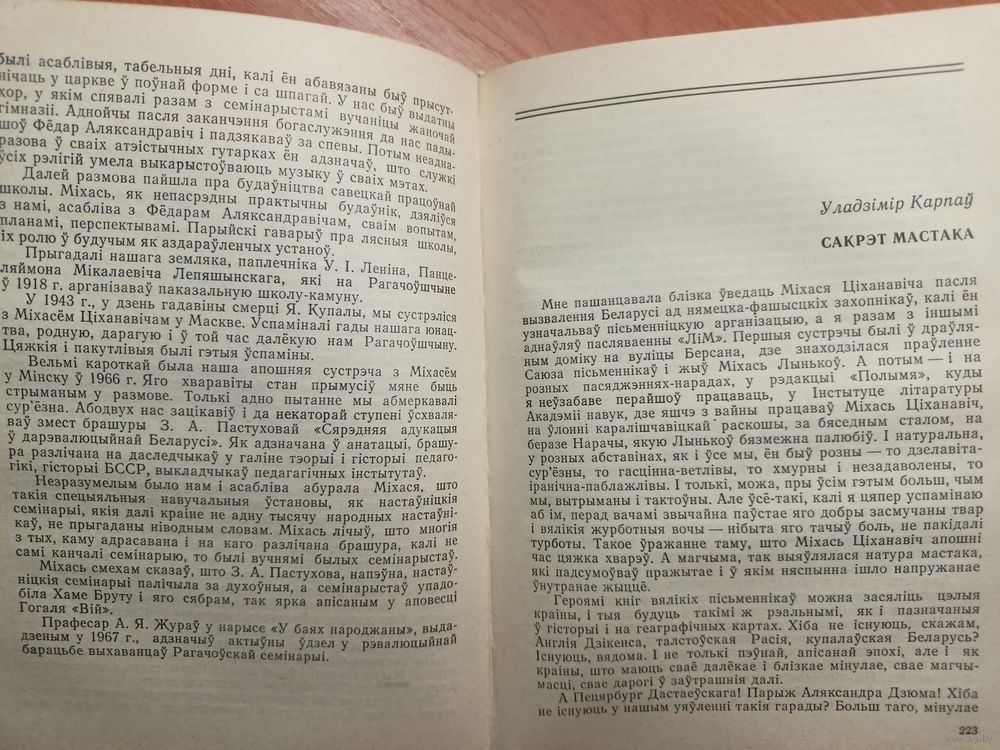 былі асаблівыя, табельныя дні, калі ён абавязаны быў прысут-
нічаць у царкве ў поўнай форме і са шпагай. У нас быў выдатны
хор, у якім спявалі разам з семінарыстамі вучаніцы жаночай
гімназіі. Аднойчы пасля заканчэння богаслужэння да нас пады-
шоў Фёдар Аляксандравіч і падзякаваў за спевы. Потым неадна-
разова ў сваіх атэістычных гутарках ён адзначаў, што служкі
ўсіх рэлігій умела выкарыстоўваюць музыку ў сваіх мэтах.
Далей размова пайшла пра будаўніцтва савецкай працоўнай
школы. Міхась, як непасрэдны практычны будаўнік, дзяліўся
з намі, асабліва з Фёдарам Аляксандравічам, сваім вопытам,
планамі, перспектывамі. Парыйскі гаварыў пра лясныя школы,
іх ролю ў будучым як аздараўленчых устаноў.
Прыгадалі нашага земляка, паплечніка У. І. Леніна, Панце-
ляймона Мікалаевіча Лепяшынскага, які на Рагачоўшчыне
ў 1918 г. арганізаваў паказальную школу-камуну.
У 1943 г., у дзень гадавіны смерці Я. Купалы, мы сустрэліся
з Міхасём Ціханавічам у Маскве. Успаміналі гады нашага юнац-
тва, родную, дарагую і ў той час далёкую нам Рагачоўшчыну.
Цяжкія і пакутлівыя былі гэтыя ўспаміны.
Вельмі кароткай была наша апошняя сустрэча з Міхасём
у Мінску ў 1966 г. Яго хваравіты стан прымусіў мяне быць
стрыманым у размове. Толькі адно пытанне мы абмеркавалі
сур'ёзна. Абодвух нас зацікавіў і да некаторай ступені ўсхваля-
ваў змест брашуры З. А. Пастуховай «Сярэдняя адукацыя
ў дарэвалюцыйнай Беларусі». Як адзначана ў анатацыі, брашу-
ра разлічана на даследчыкаў у галіне тэорыі і гісторыі педаго-
гікі, гісторыі БССР, выкладчыкаў педагагічных інстытутаў.
Незразумелым было нам і асабліва абурала Міхася, што
такія спецыяльныя навучальныя ўстановы, як настаўніцкія
семінарыі, якія далі краіне не адну тысячу народных настаўні-
каў, не прыгаданы ніводным словам. Міхась лічыў, што многія
з тых, каму адрасавана і на каго разлічана брашура, калі не
самі канчалі семінарыю, то былі вучнямі былых семінарыстаў.
Міхась смехам сказаў, што З. А. Пастухова, напэўна, настаў-
ніцкія семінарыі палічыла за духоўныя, а семінарыстаў упадо-
біла Хаме Бруту і яго сябрам, так ярка апісаным у аповесці
Гогаля «Вій».
Прафесар А. Я. Жураў у нарысе «У баях народжаны», выда-
дзеным у 1967 г., адзначыў актыўны ўдзел у рэвалюцыйнай
барацьбе выхаванцаў Рагачоўскай семінарыі.
Уладзімір Карпаў
САКРЭТ МАСТАКА
Мне пашанцавала блізка ўведаць Міхася Ціханавіча пасля
вызвалення Беларусі ад нямецка-фашысцкіх захопнікаў, калі ён
узначальваў пісьменніцкую арганізацыю, а я разам з іншымі
аднаўляў пасляваенны «ЛіМ». Першыя сустрэчы былі ў драўля-
ным доміку на вуліцы Берсана, дзе знаходзілася праўленне
Саюза пісьменнікаў і жыў Міхась Лынькоў. А потым — і на
розных пасяджэннях-нарадах, у рэдакцыі «Полымя», куды
я неўзабаве перайшоў працаваць, у Інстытуце літаратуры
Акадэміі навук, дзе яшчэ з вайны працаваў Міхась Ціханавіч,
на ўлонні каралішчавіцкай раскошы, за бяседным сталом, на
беразе Нарачы, якую Лынькоў бязмежна палюбіў. І натуральна,
у розных абставінах, як і ўсе мы, ён быў розны — то дзелавіта-
сур'ёзны, то гасцінна-ветлівы, то хмурны і незадаволены, то
іранічна-паблажлівы. І толькі, можа, пры ўсім гэтым больш, чым
мы, вытрыманы і тактоўны. Але ўсё-такі, калі я цяпер успамінаю
аб ім, перад вачамі звычайна паўстае яго добры засмучаны твар
і вялікія журботныя вочы — нібыта яго тачыў боль, не пакідалі
турботы. Такое ўражанне таму, што Міхась Ціханавіч апошні
час цяжка хварэў. А магчыма, так выяўлялася натура мастака,
які падсумоўваў пражытае і ў якім няспынна ішло напружанае
ўнутранае жыццё.
Героямі кніг вялікіх пісьменнікаў можна засяліць цэлыя
краіны, і тыя будуць такімі ж рэальнымі, як і пазначаныя
ў гісторыі і на геаграфічных картах. Хіба не існуюць, скажам,
Англія Дзікенса, талстоўская Расія, купалаўская Беларусь?
Існуюць, вядома. І не толькі пэўнай, апісанай эпохі, але і як
краіны, што маюць сваё далёкае і блізкае мінулае, свае магчы-
масці, свае дарогі ў заўтрашні далі.
А Пецярбург Дастаеўскага! Парыж Аляксандра Дзюма! Хіба
не існуюць у нашым уяўленні такія гарады? Больш таго, мінулае
223
www.ay.by